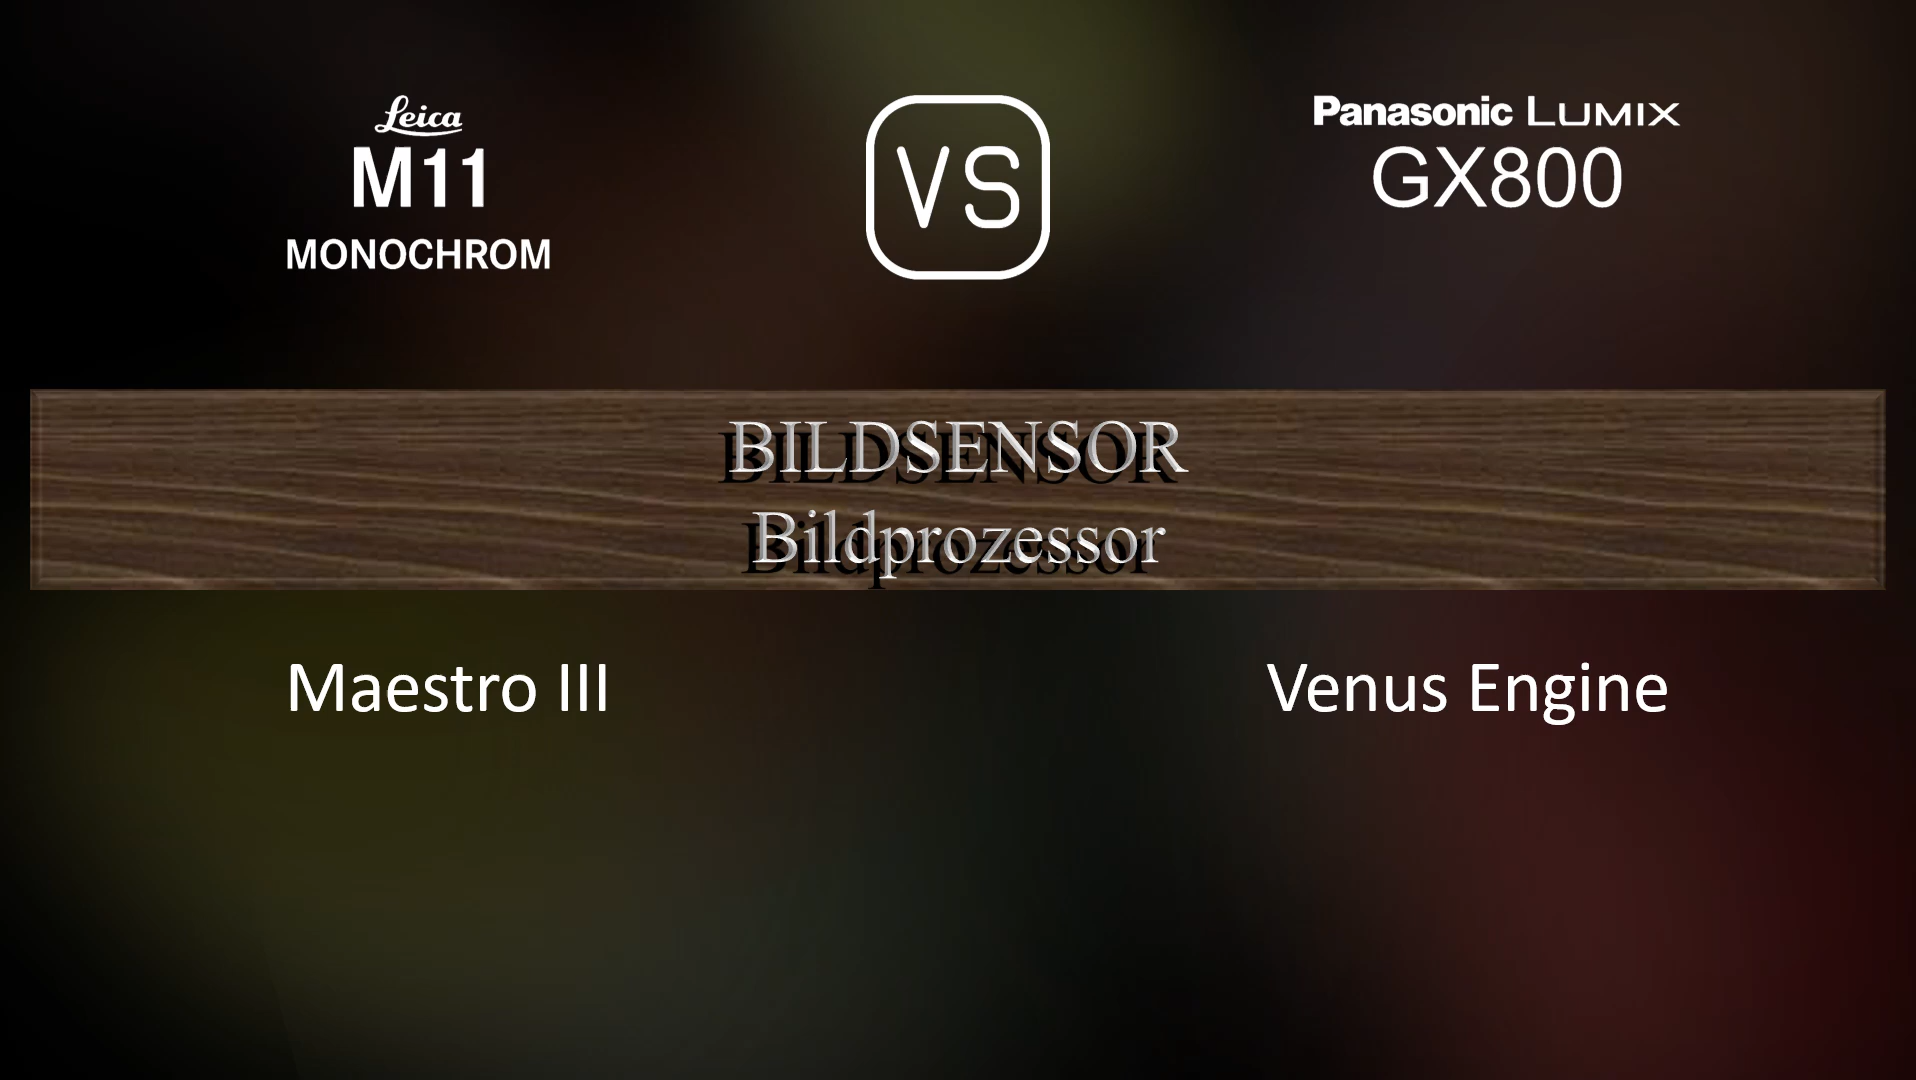 Leica
M11
MONOCHROM
VS
Panasonic LUMIX
GX800
BILDSENSOR
Bildprozessor
Maestro III
Venus Engine